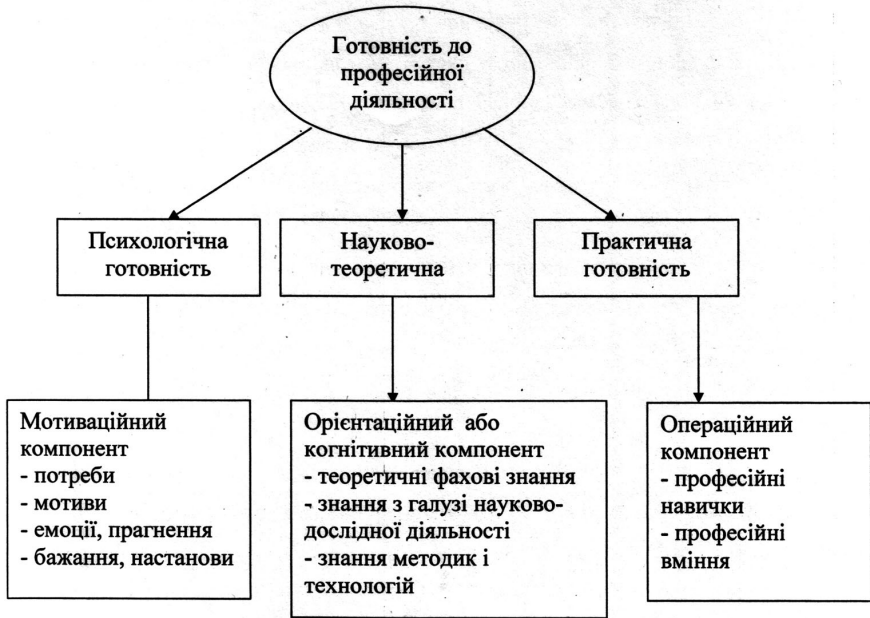 Готовність до
професійної
діяльності
Психологічна
готовність
Науково-
теоретична
Практична
готовність
Мотиваційний
компонент
- потреби
- мотиви
- емоції, прагнення
- бажання, настанови
Орієнтаційний або
когнітивний компонент
- теоретичні фахові знання
- знання з галузі науково-
дослідної діяльності
- знання методик і
технологій
Операційний
компонент
- професійні
навички
- професійні
вміння